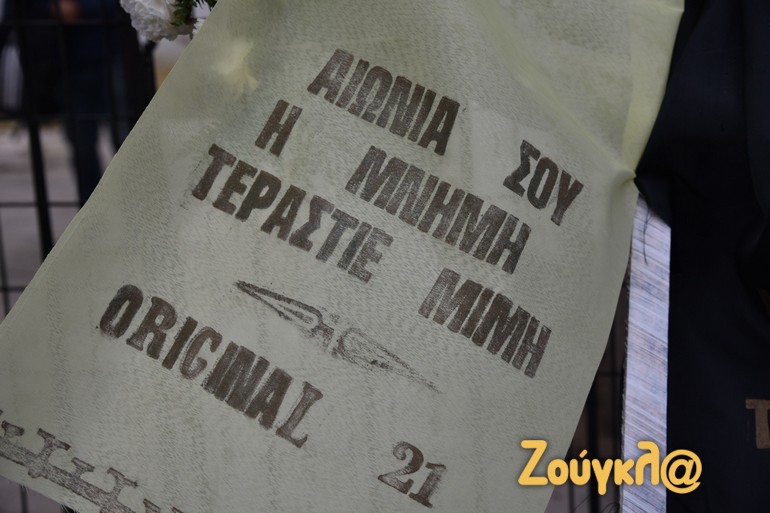 ΑΙΩΝΙΑ ΣΟΥ
Η ΜΝΗΜΗ
ΤΕΡΑΣΤΙΕ ΜΙΜΗ
ORIGINAL 21
Ζούγκλ@